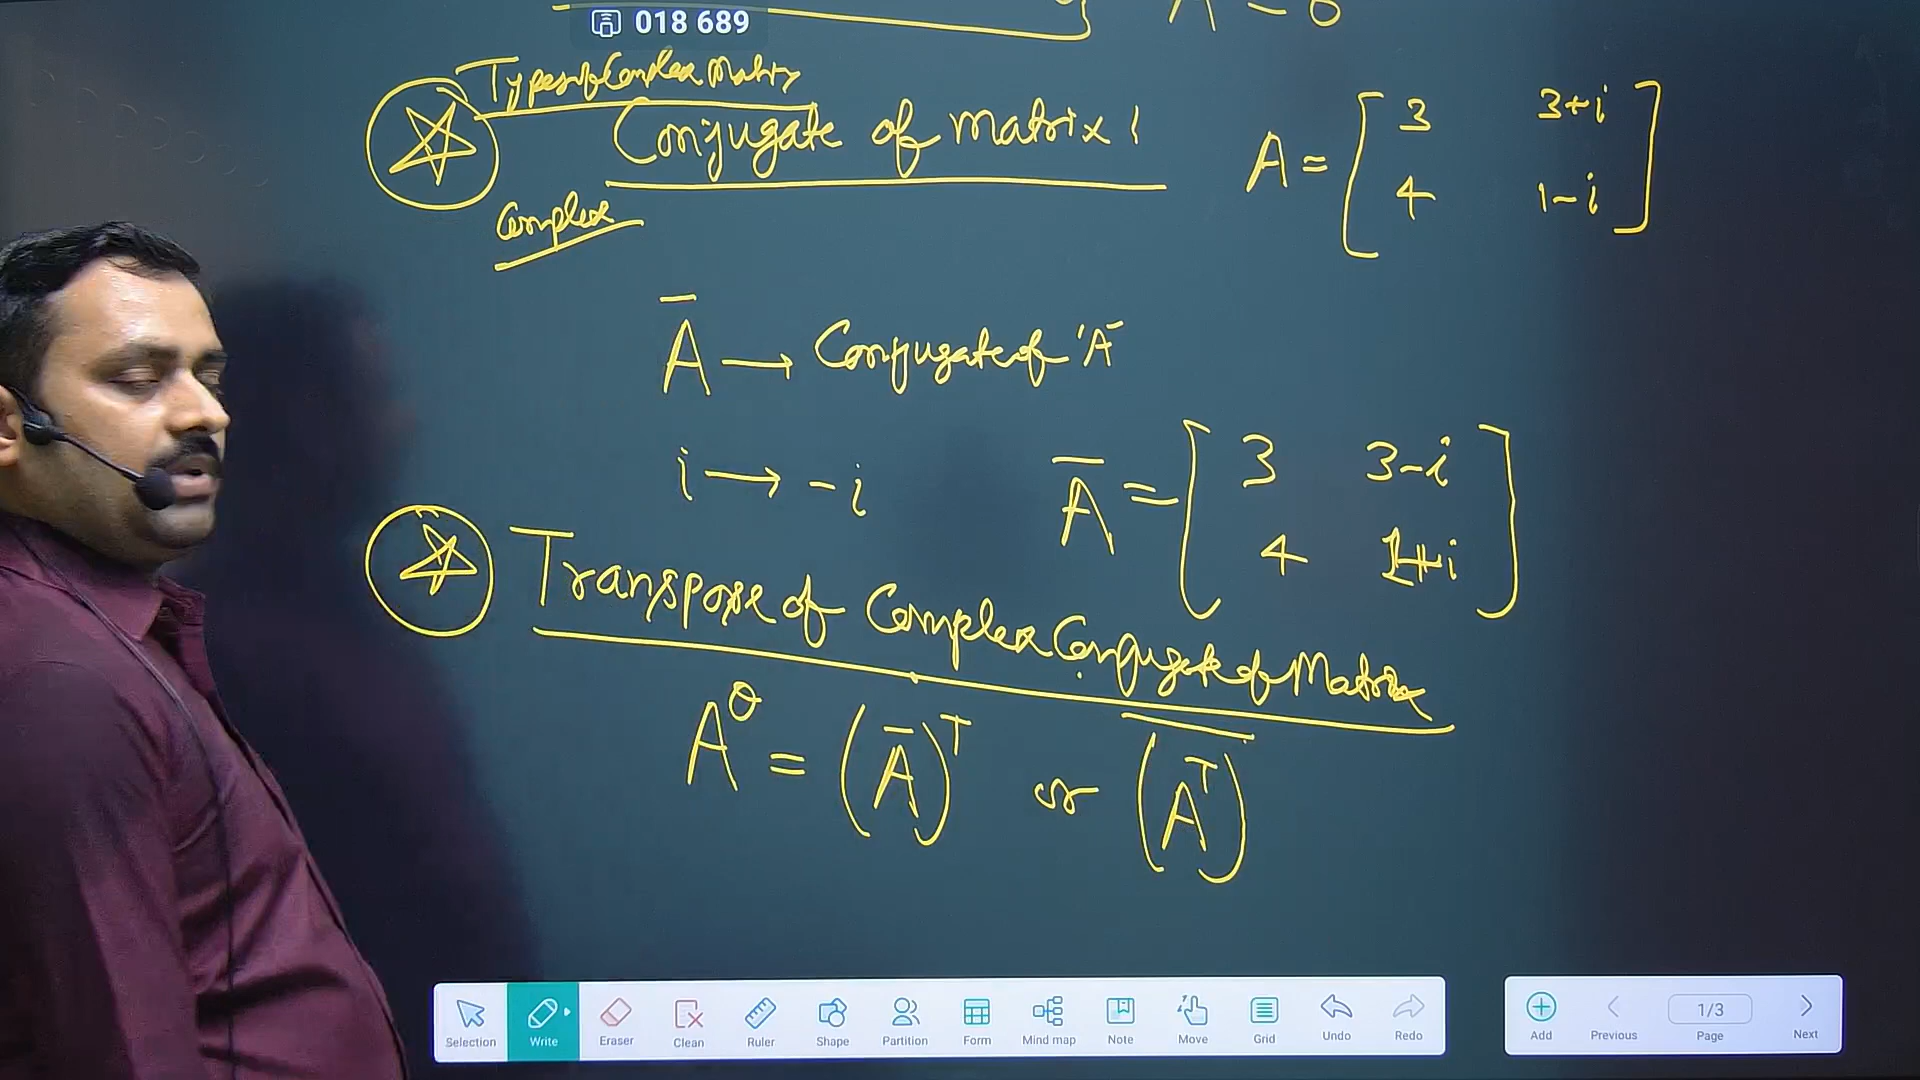 A = 0
018 689
Types of Complex Matrix
Conjugate of matrix !
Complex
A = [ 3 3+i
4 1-i ]
Ā → Conjugate of 'A'
i → -i
Ā = [ 3 3-i
4 1+i ]
Transpose of Complex Conjugate of Matrix
A^θ = (Ā)^T or \overline{(A^T)}
Selection Write Eraser Clean Ruler Shape Partition Form Mind map Note Move Grid Undo Redo
Add Previous 1/3 Page Next